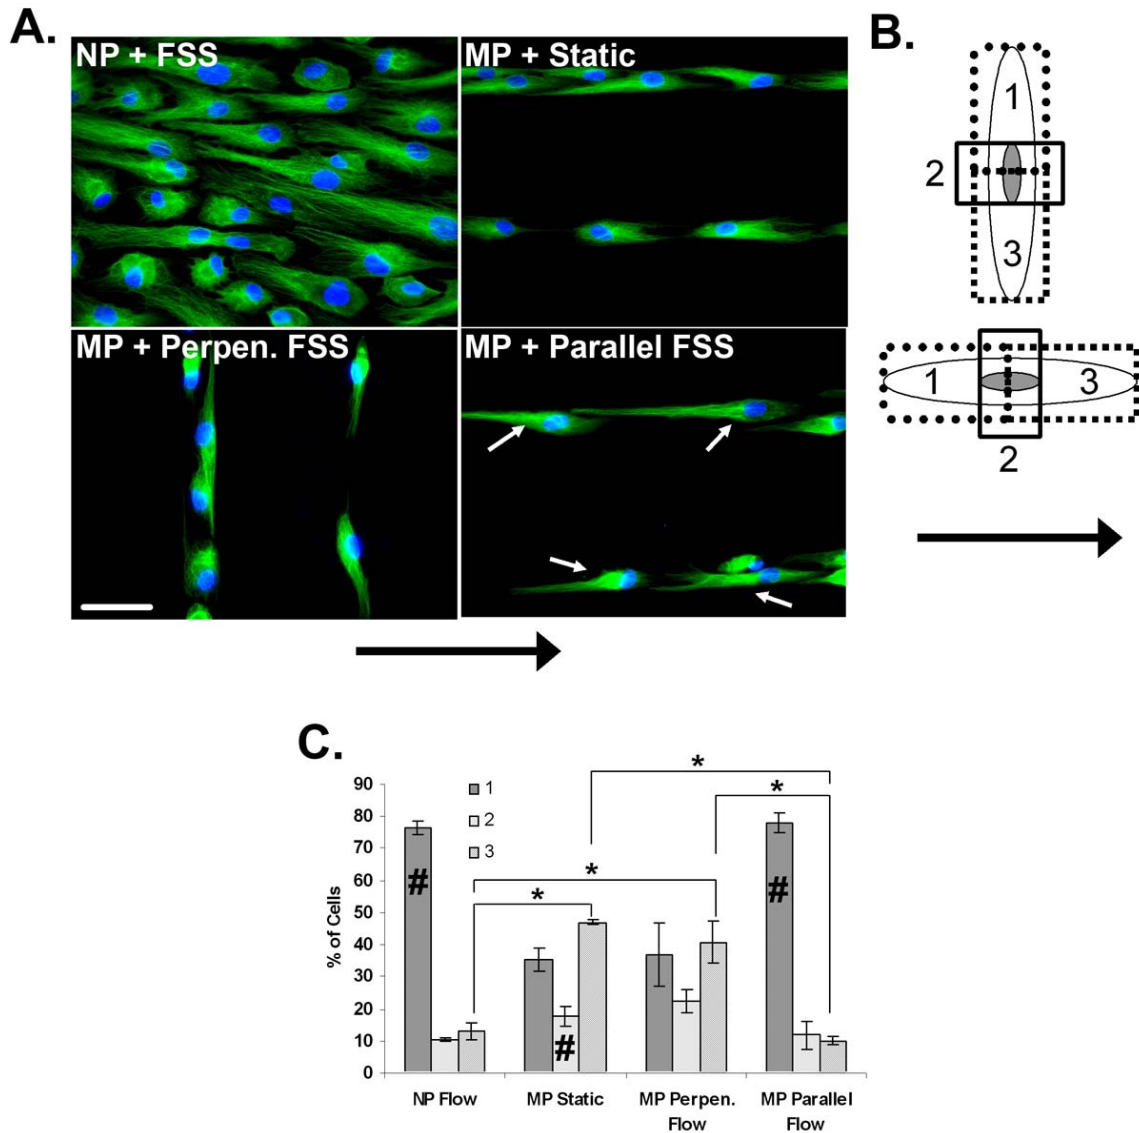 A.
NP + FSS
MP + Static
MP + Perpen. FSS
MP + Parallel FSS
B.
1
2
3
1
3
2
C.
90
80
70
60
50
40
30
20
10
0
% of Cells
1
2
3
#
*
*
#
*
*
#
NP Flow
MP Static
MP Perpen.
Flow
MP Parallel
Flow